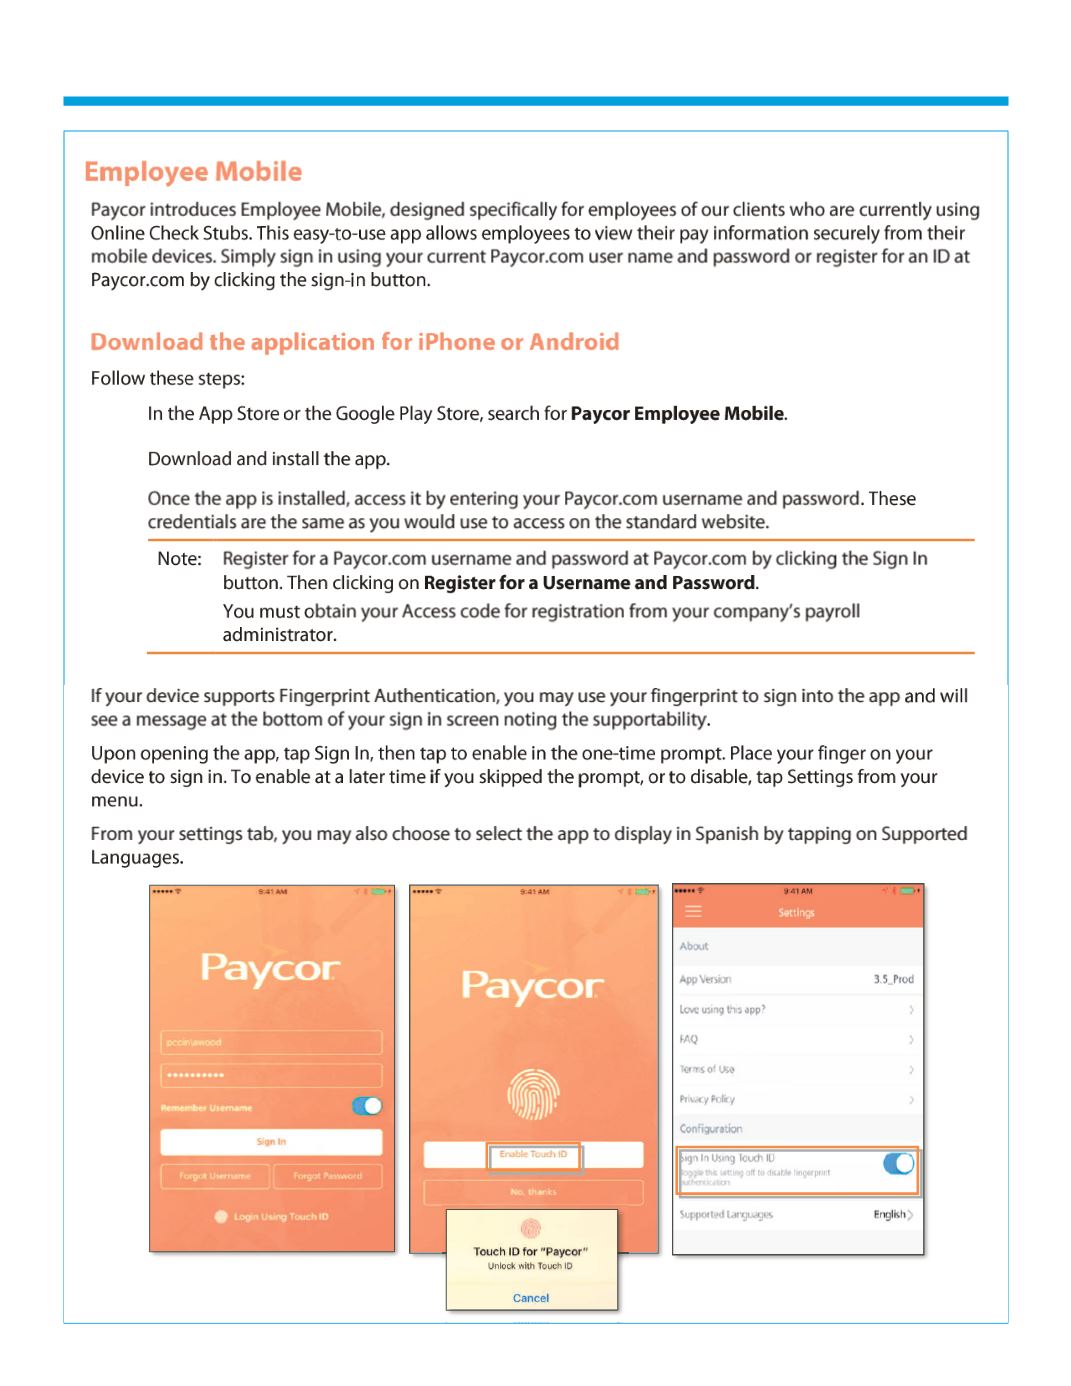 Employee Mobile
Paycor introduces Employee Mobile, designed specifically for employees of our clients who are currently using
Online Check Stubs. This easy-to-use app allows employees to view their pay information securely from their
mobile devices. Simply sign in using your current Paycor.com user name and password or register for an ID at
Paycor.com by clicking the sign-in button.
Download the application for iPhone or Android
Follow these steps:
In the App Store or the Google Play Store, search for Paycor Employee Mobile.
Download and install the app.
Once the app is installed, access it by entering your Paycor.com username and password. These
credentials are the same as you would use to access on the standard website.
Note: Register for a Paycor.com username and password at Paycor.com by clicking the Sign In
button. Then clicking on Register for a Username and Password.
You must obtain your Access code for registration from your company's payroll
administrator.
If your device supports Fingerprint Authentication, you may use your fingerprint to sign into the app and will
see a message at the bottom of your sign in screen noting the supportability.
Upon opening the app, tap Sign In, then tap to enable in the one-time prompt. Place your finger on your
device to sign in. To enable at a later time if you skipped the prompt, or to disable, tap Settings from your
menu.
From your settings tab, you may also choose to select the app to display in Spanish by tapping on Supported
Languages.
9:41 AM
Paycor
pccin\awood
••••••••••
Remember Username
Sign In
Forgot Username Forgot Password
Login Using Touch ID
9:41 AM
Paycor
Enable Touch ID
No, thanks
Touch ID for "Paycor"
Unlock with Touch ID
Cancel
9:41 AM
Settings
About
App Version 3.5_Prod
Love using this app?
FAQ
Terms of Use
Privacy Policy
Configuration
Sign In Using Touch ID
Toggle this setting off to disable fingerprint
authentication
Supported Languages English